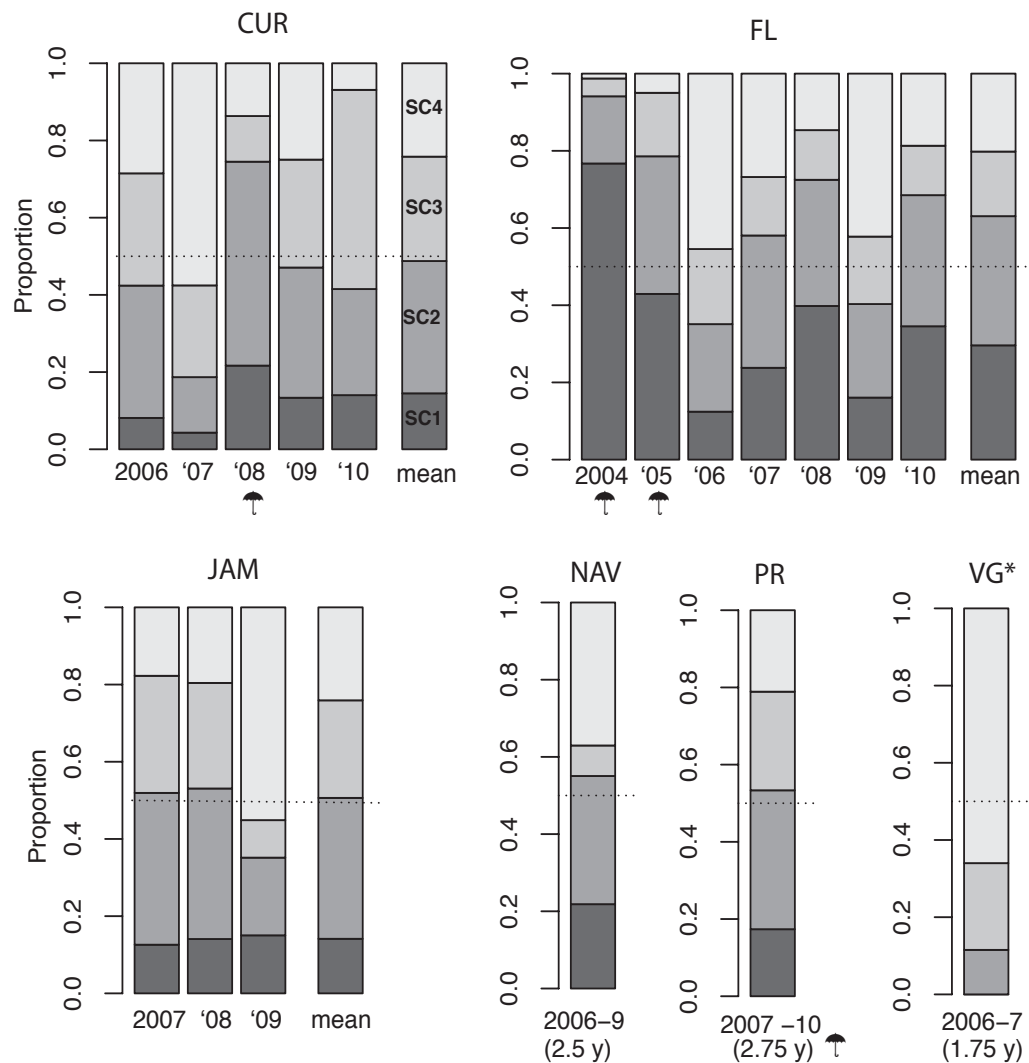 CUR
Proportion
0.0 0.2 0.4 0.6 0.8 1.0
SC4
SC3
SC2
SC1
2006 ‘07 ‘08 ‘09 ‘10 mean
FL
0.0 0.2 0.4 0.6 0.8 1.0
2004 ‘05 ‘06 ‘07 ‘08 ‘09 ‘10 mean
JAM
Proportion
0.0 0.2 0.4 0.6 0.8 1.0
2007 ‘08 ‘09 mean
NAV
0.0 0.2 0.4 0.6 0.8 1.0
2006–9
(2.5 y)
PR
0.0 0.2 0.4 0.6 0.8 1.0
2007 –10
(2.75 y)
VG*
0.0 0.2 0.4 0.6 0.8 1.0
2006–7
(1.75 y)